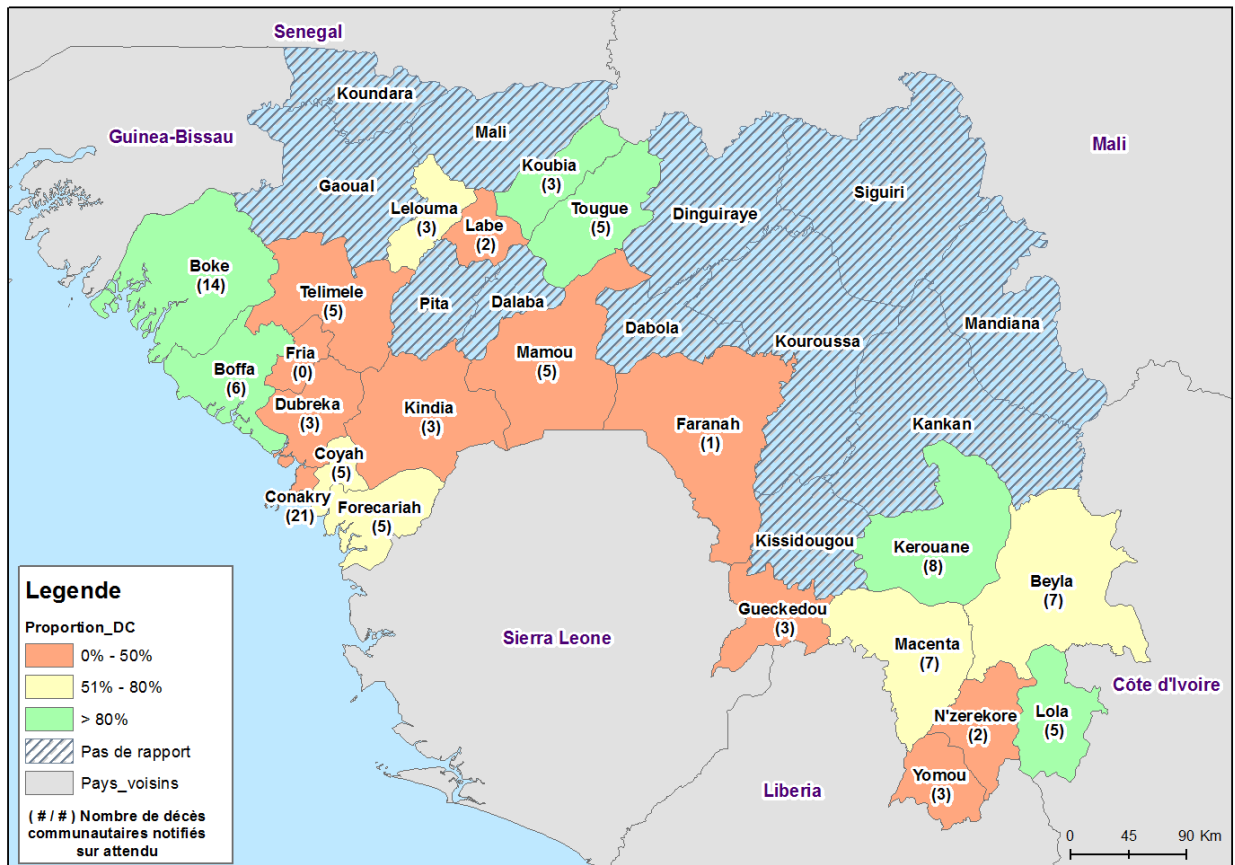 Senegal
Koundara
Guinea-Bissau
Mali
Mali
Koubia
(3)
Gaoual
Siguiri
Lelouma
(3)
Tougue
(5)
Dinguiraye
Labe
(2)
Boke
(14)
Telimele
(5)
Pita
Dalaba
Dabola
Mandiana
Kouroussa
Fria
(0)
Mamou
(5)
Boffa
(6)
Dubreka
(3)
Kindia
(3)
Faranah
(1)
Kankan
Coyah
(5)
Conakry
(21)
Forecariah
(5)
Kissidougou
Kerouane
(8)
Beyla
(7)
Gueckedou
(3)
Sierra Leone
Macenta
(7)
Côte d'Ivoire
N'zerekore
(2)
Lola
(5)
Yomou
(3)
Liberia
Legende
Proportion_DC
0% - 50%
51% - 80%
> 80%
Pas de rapport
Pays_voisins
( # / # ) Nombre de décès
communautaires notifiés
sur attendu
0 45 90 Km